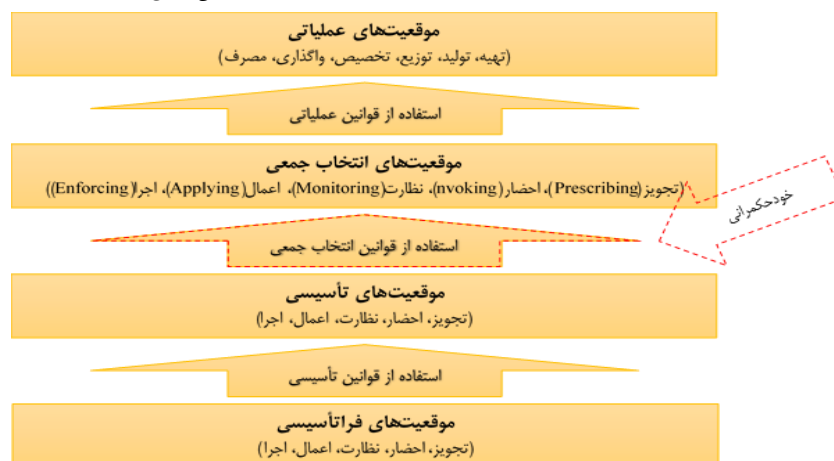 موقعیت‌های عملیاتی
(تهیه، تولید، توزیع، تخصیص، واگذاری، مصرف)
استفاده از قوانین عملیاتی
موقعیت‌های انتخاب جمعی
(تجویز(Prescribing)، احضار(nvoking)، نظارت(Monitoring)، اعمال(Applying)، اجرا(Enforcing))
خودحکمرانی
استفاده از قوانین انتخاب جمعی
موقعیت‌های تأسیسی
(تجویز، احضار، نظارت، اعمال، اجرا)
استفاده از قوانین تأسیسی
موقعیت‌های فراتأسیسی
(تجویز، احضار، نظارت، اعمال، اجرا)